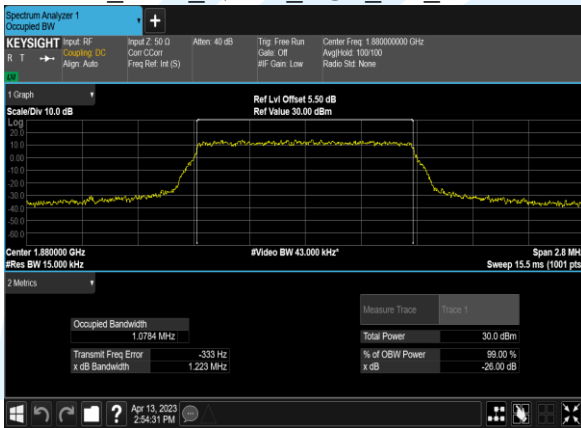 Spectrum Analyzer 1
Occupied BW
KEYSIGHT Input: RF Input Z: 50 Ω Atten: 40 dB Trig: Free Run Center Freq: 1.880000000 GHz
R T Coupling: DC Corr CCorr Gate: Off Avg|Hold: 100/100
Align: Auto Freq Ref: Int (S) #IF Gain: Low Radio Std: None
1 Graph
Ref Lvl Offset 5.50 dB
Scale/Div 10.0 dB Ref Value 30.00 dBm
Log
20.0
10.0
0.00
-10.0
-20.0
-30.0
-40.0
-50.0
-60.0
Center 1.880000 GHz #Video BW 43.000 kHz* Span 2.8 MH
#Res BW 15.000 kHz Sweep 15.5 ms (1001 pts
2 Metrics
Measure Trace Trace 1
Occupied Bandwidth
1.0784 MHz Total Power 30.0 dBm
Transmit Freq Error -333 Hz % of OBW Power 99.00 %
x dB Bandwidth 1.223 MHz x dB -26.00 dB
? Apr 13, 2023
2:54:31 PM